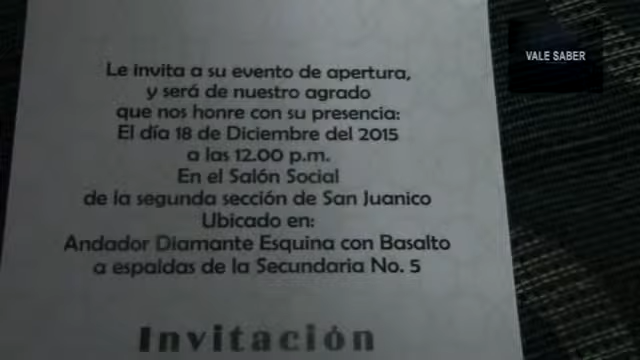 VALE SABER
Le invita a su evento de apertura,
y será de nuestro agrado
que nos honre con su presencia:
El día 18 de Diciembre del 2015
a las 12.00 p.m.
En el Salón Social
de la segunda sección de San Juanico
Ubicado en:
Andador Diamante Esquina con Basalto
a espaldas de la Secundaria No. 5
Invitación